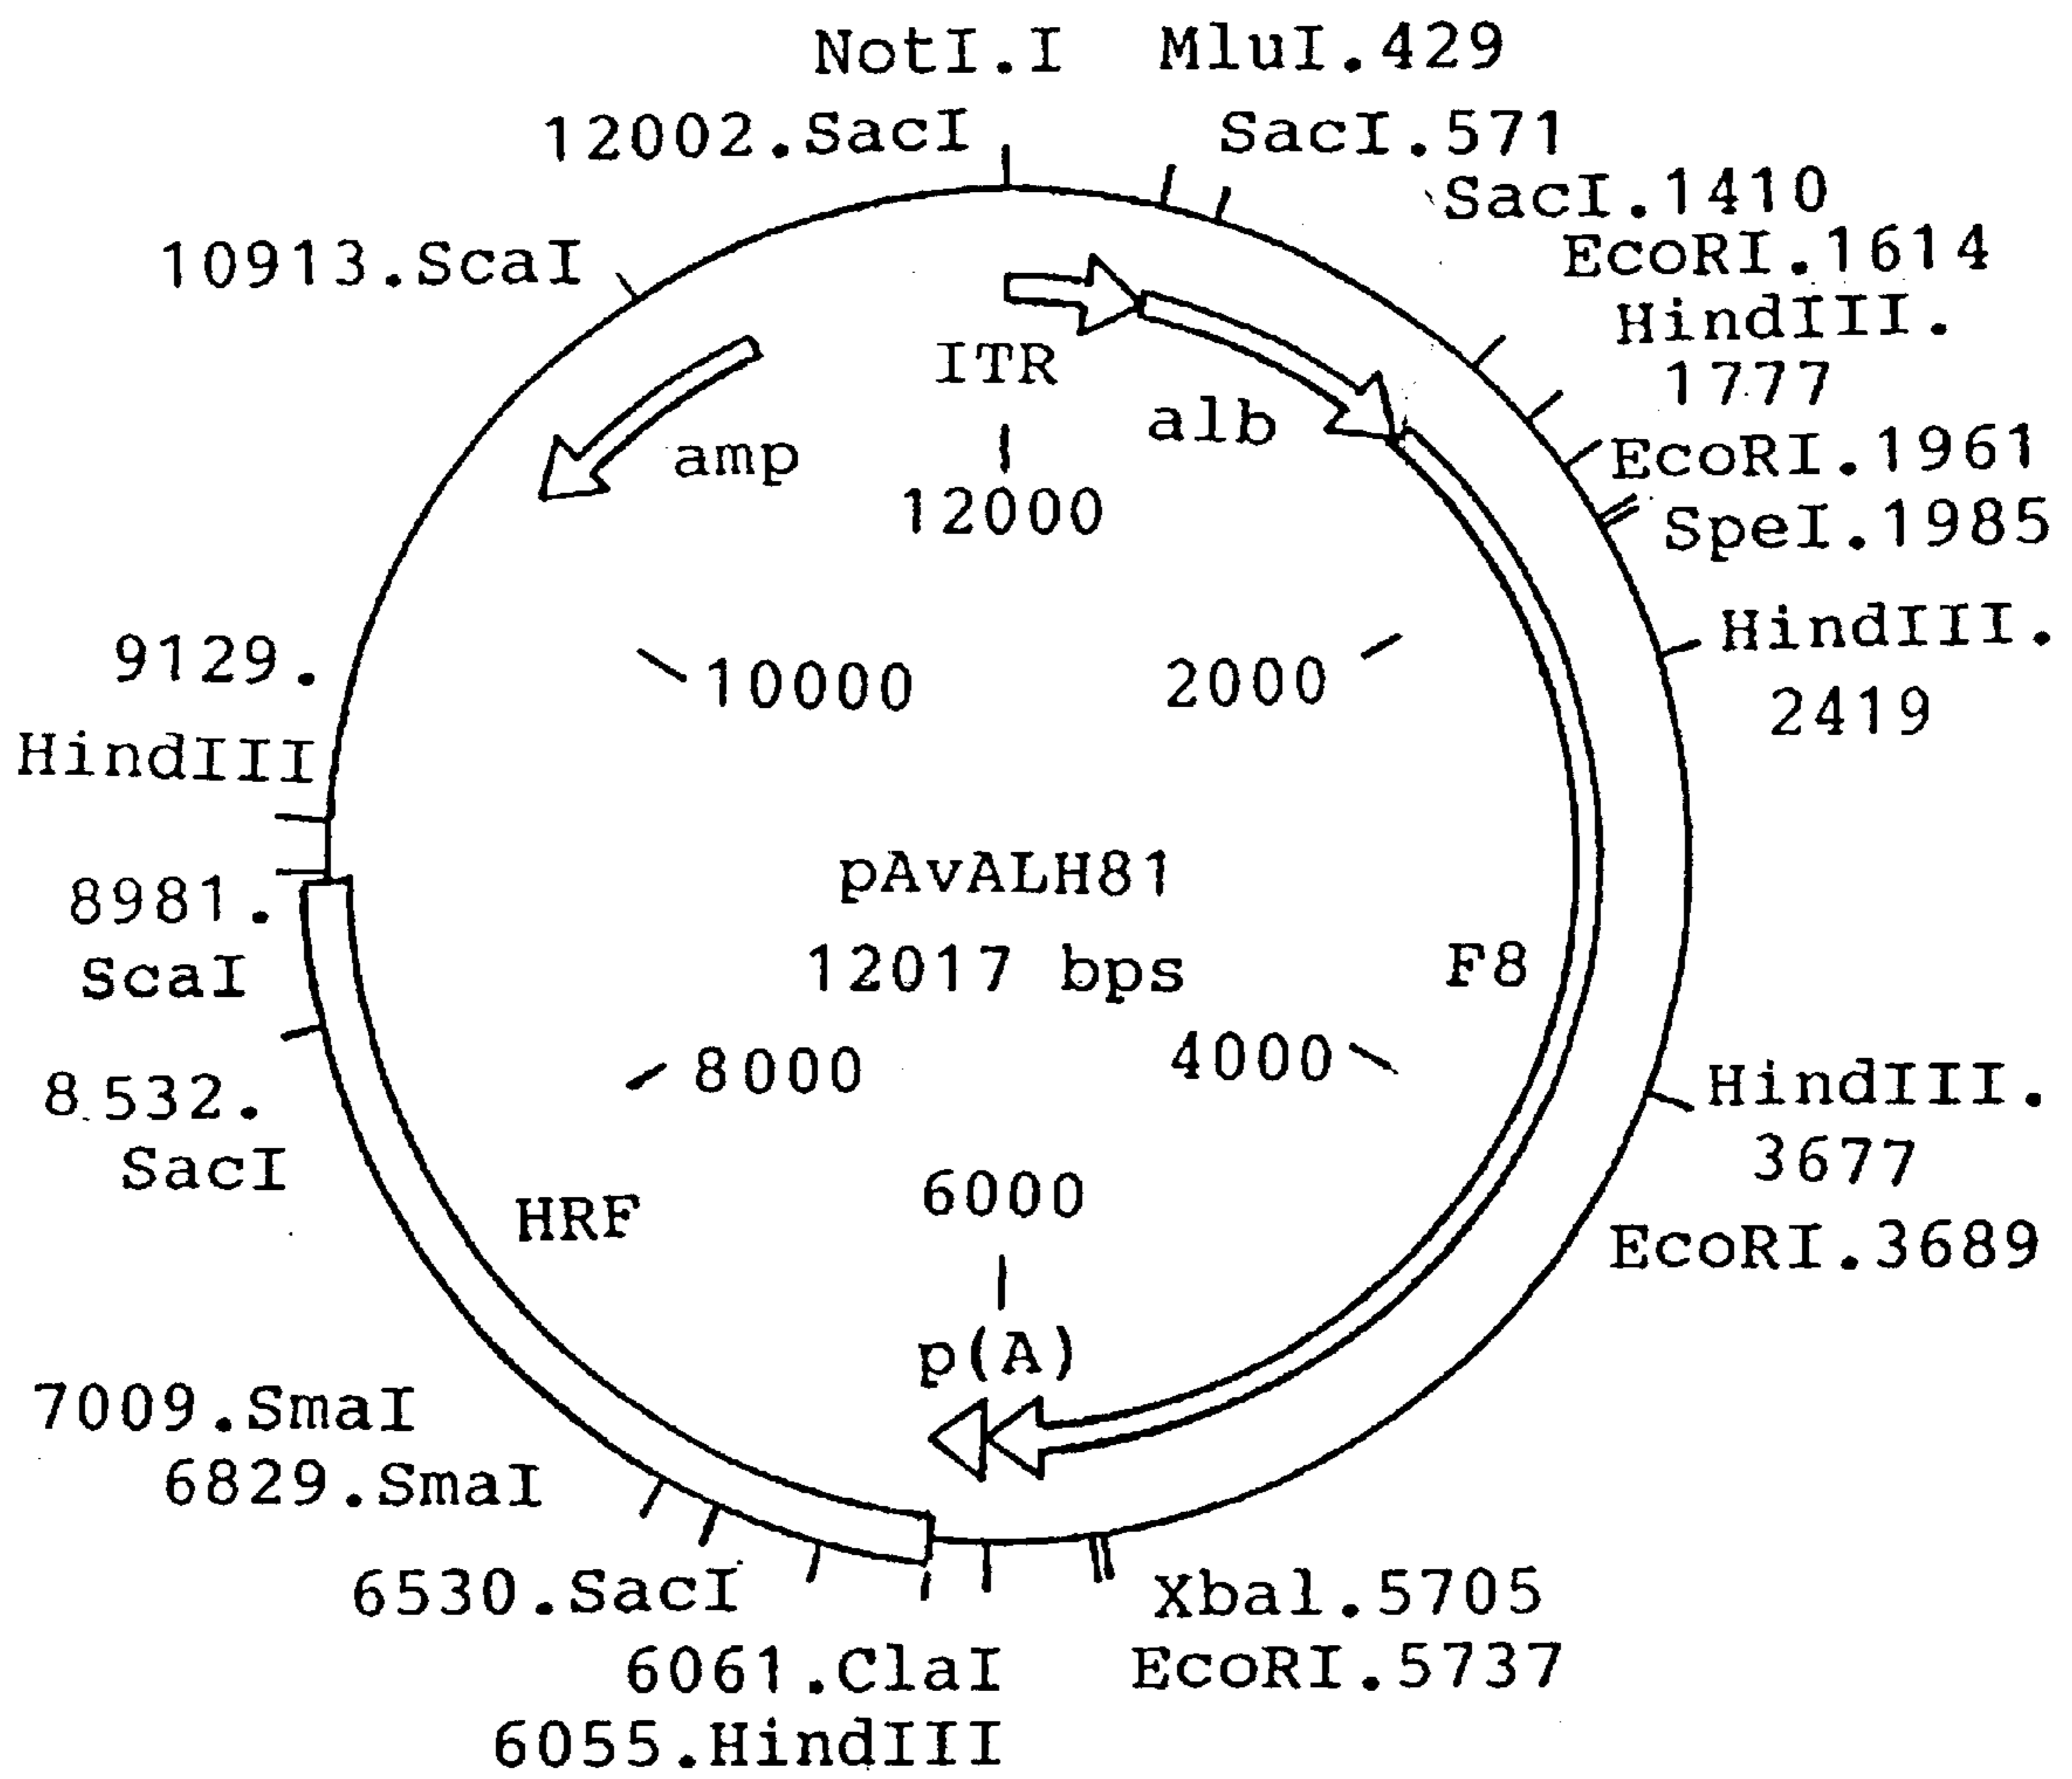 NotI.I
MluI.429
12002.SacI
SacI.571
SacI.1410
EcoRI.1614
HindIII.
1777
EcoRI.1961
SpeI.1985
HindIII.
2419
HindIII.
3677
EcoRI.3689
Xbal.5705
EcoRI.5737
6061.ClaI
6055.HindIII
6530.SacI
6829.SmaI
7009.SmaI
8532.
SacI
8981.
ScaI
9129.
HindIII
10913.ScaI
ITR
alb
amp
12000
10000
2000
pAvALH81
12017 bps
F8
8000
4000
6000
HRF
p(A)